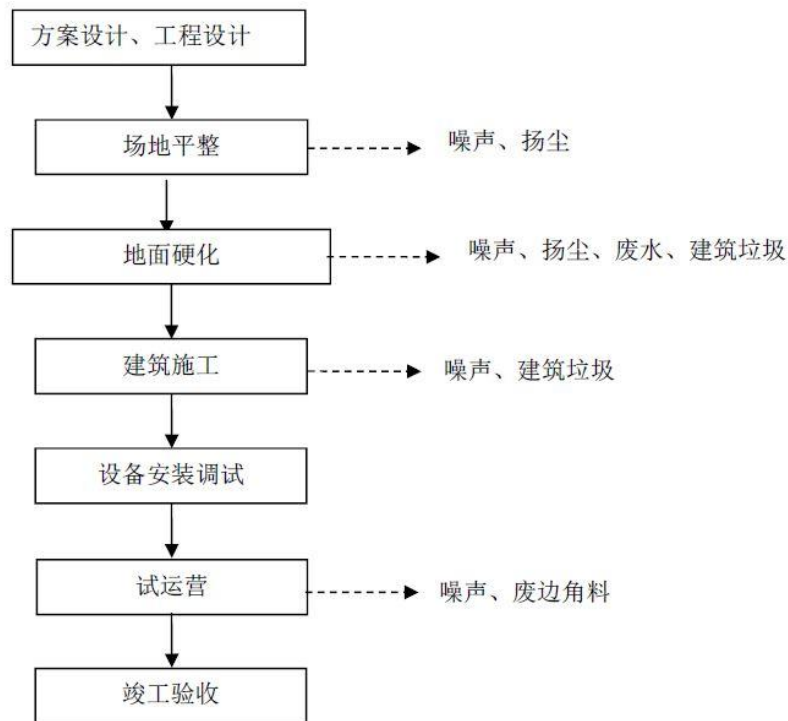 方案设计、工程设计
场地平整
噪声、扬尘
地面硬化
噪声、扬尘、废水、建筑垃圾
建筑施工
噪声、建筑垃圾
设备安装调试
试运营
噪声、废边角料
竣工验收